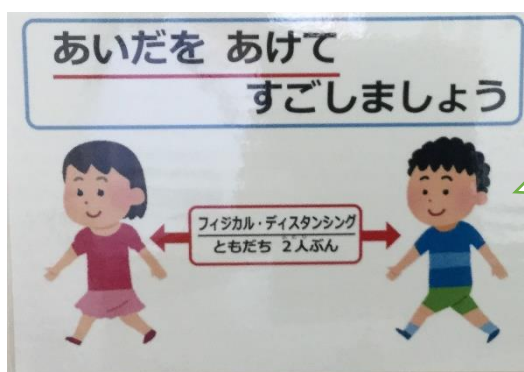 あいだを あけて
すごしましょう
フィジカル・ディスタンシング
ともだち 2人ぶん